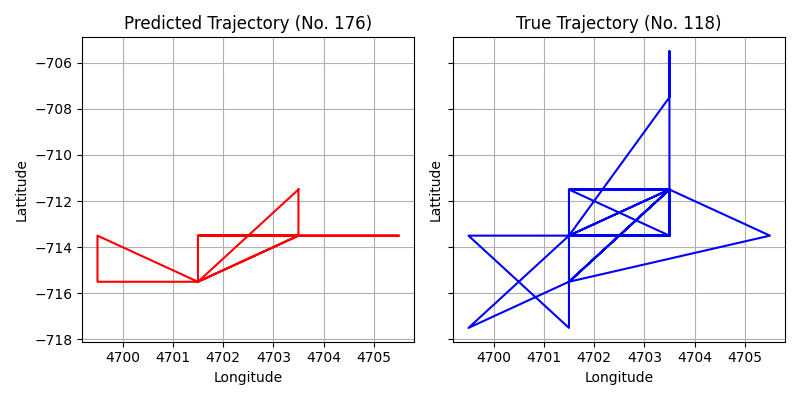 Predicted Trajectory (No. 176)
True Trajectory (No. 118)
Lattitude
−706
−708
−710
−712
−714
−716
−718
4700 4701 4702 4703 4704 4705
Longitude
Lattitude
4700 4701 4702 4703 4704 4705
Longitude